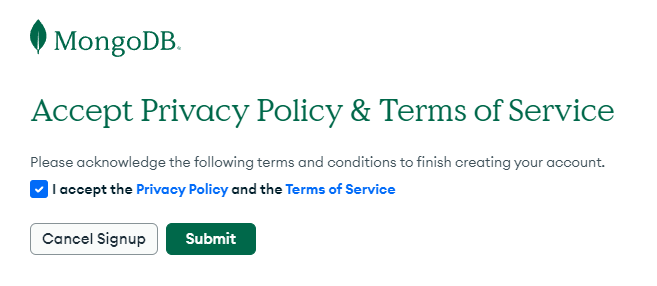 MongoDB.
Accept Privacy Policy & Terms of Service
Please acknowledge the following terms and conditions to finish creating your account.
I accept the Privacy Policy and the Terms of Service
Cancel Signup Submit